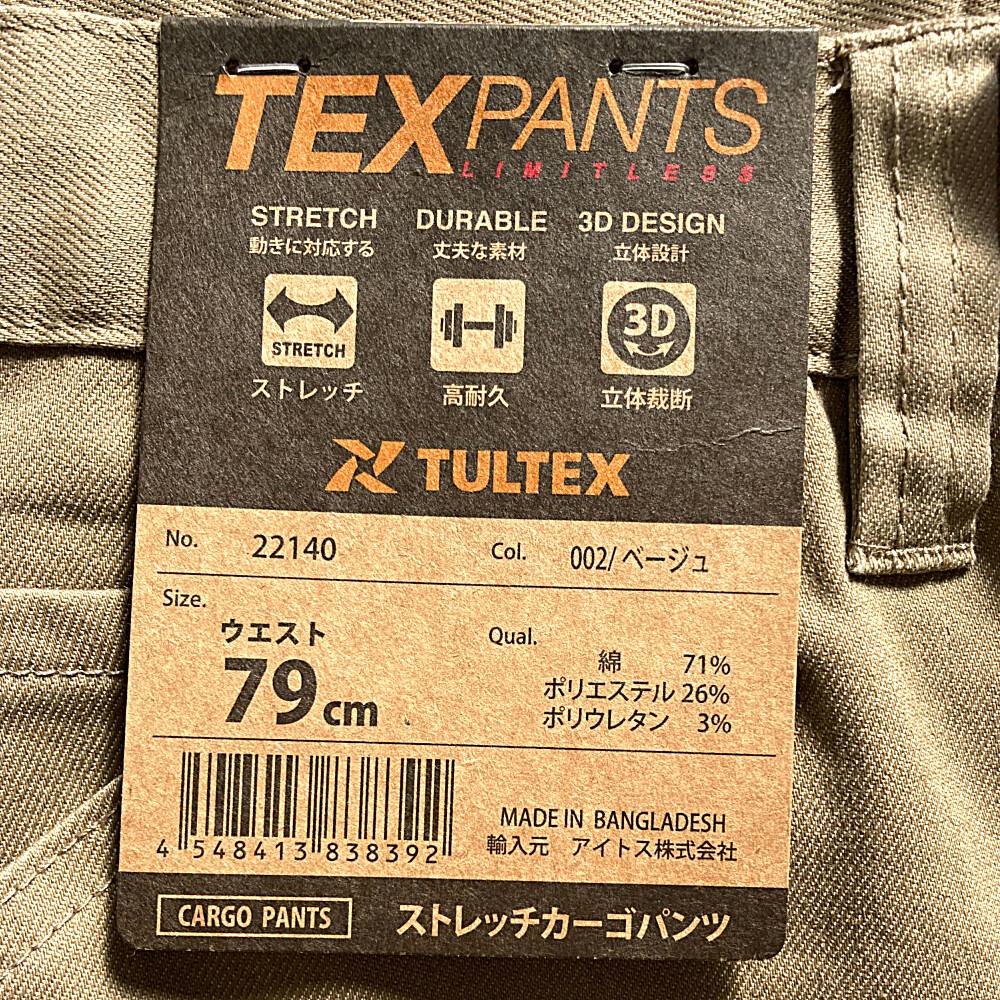 TEXPANTS
LIMITLESS
STRETCH DURABLE 3D DESIGN
動きに対応する 丈夫な素材 立体設計
STRETCH 3D
ストレッチ 高耐久 立体裁断
TULTEX
No. 22140 Col. 002/ベージュ
Size.
ウエスト
79cm
Qual.
綿 71%
ポリエステル 26%
ポリウレタン 3%
4 548413 838392
MADE IN BANGLADESH
輸入元 アイトス株式会社
CARGO PANTS ストレッチカーゴパンツ